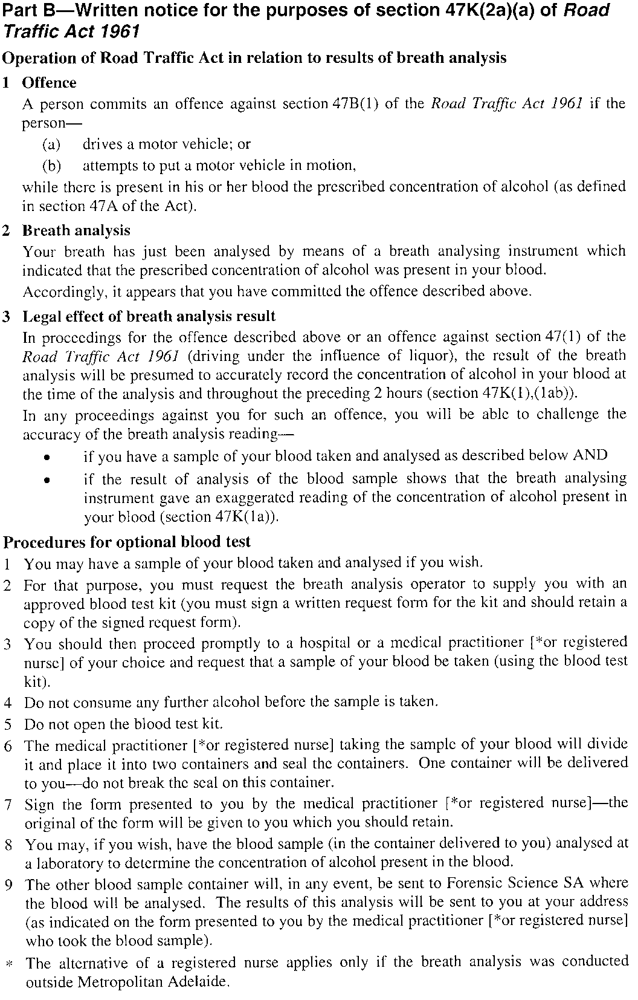 Part B—Written notice for the purposes of section 47K(2a)(a) of Road
Traffic Act 1961
Operation of Road Traffic Act in relation to results of breath analysis
1 Offence
A person commits an offence against section 47B(1) of the Road Traffic Act 1961 if the
person—
(a) drives a motor vehicle; or
(b) attempts to put a motor vehicle in motion,
while there is present in his or her blood the prescribed concentration of alcohol (as defined
in section 47A of the Act).
2 Breath analysis
Your breath has just been analysed by means of a breath analysing instrument which
indicated that the prescribed concentration of alcohol was present in your blood.
Accordingly, it appears that you have committed the offence described above.
3 Legal effect of breath analysis result
In proceedings for the offence described above or an offence against section 47(1) of the
Road Traffic Act 1961 (driving under the influence of liquor), the result of the breath
analysis will be presumed to accurately record the concentration of alcohol in your blood at
the time of the analysis and throughout the preceding 2 hours (section 47K(1),(1ab)).
In any proceedings against you for such an offence, you will be able to challenge the
accuracy of the breath analysis reading—
• if you have a sample of your blood taken and analysed as described below AND
• if the result of analysis of the blood sample shows that the breath analysing
instrument gave an exaggerated reading of the concentration of alcohol present in
your blood (section 47K(1a)).
Procedures for optional blood test
1 You may have a sample of your blood taken and analysed if you wish.
2 For that purpose, you must request the breath analysis operator to supply you with an
approved blood test kit (you must sign a written request form for the kit and should retain a
copy of the signed request form).
3 You should then proceed promptly to a hospital or a medical practitioner [*or registered
nurse] of your choice and request that a sample of your blood be taken (using the blood test
kit).
4 Do not consume any further alcohol before the sample is taken.
5 Do not open the blood test kit.
6 The medical practitioner [*or registered nurse] taking the sample of your blood will divide
it and place it into two containers and seal the containers. One container will be delivered
to you—do not break the seal on this container.
7 Sign the form presented to you by the medical practitioner [*or registered nurse]—the
original of the form will be given to you which you should retain.
8 You may, if you wish, have the blood sample (in the container delivered to you) analysed at
a laboratory to determine the concentration of alcohol present in the blood.
9 The other blood sample container will, in any event, be sent to Forensic Science SA where
the blood will be analysed. The results of this analysis will be sent to you at your address
(as indicated on the form presented to you by the medical practitioner [*or registered nurse]
who took the blood sample).
* The alternative of a registered nurse applies only if the breath analysis was conducted
outside Metropolitan Adelaide.